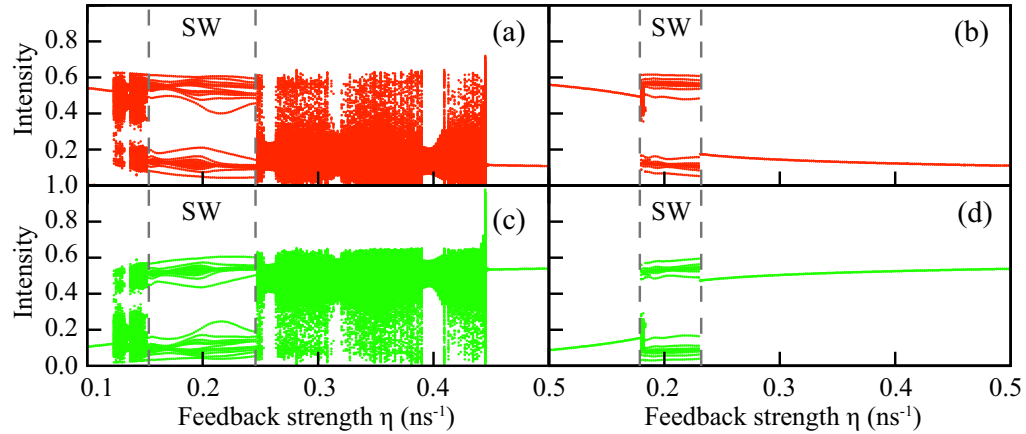 SW
(a)
SW
(b)
Intensity
0.8
0.6
0.4
0.2
1.0
SW
(c)
SW
(d)
Intensity
0.8
0.6
0.4
0.2
0.0
0.1 0.2 0.3 0.4 0.5 0.2 0.3 0.4 0.5
Feedback strength η (ns⁻¹) Feedback strength η (ns⁻¹)